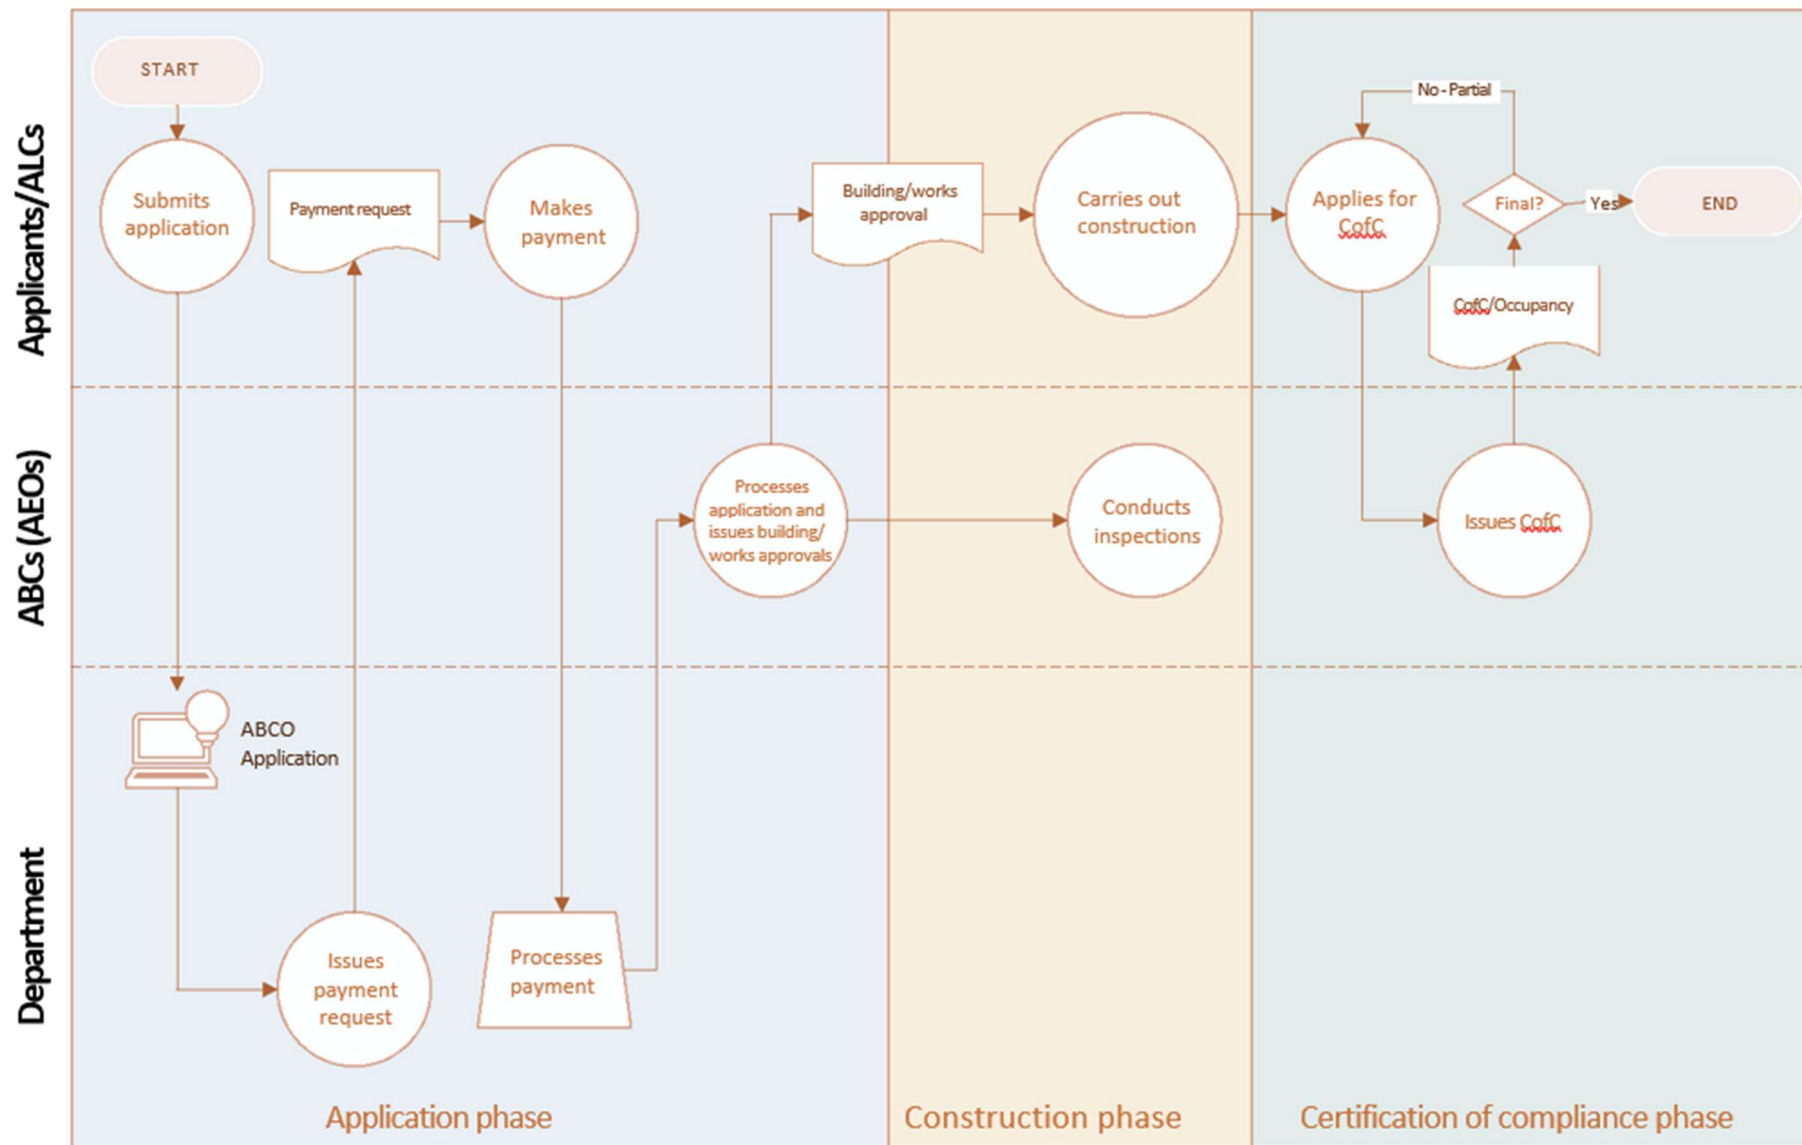 Applicants/ALCs
START
Submits
application
Payment request
Makes
payment
Building/works
approval
Carries out
construction
Applies for
CofC
No - Partial
Final?
Yes
END
CofC/Occupancy
ABCs (AEOs)
Processes
application and
issues building/
works approvals
Conducts
inspections
Issues CofC
Department
ABCO
Application
Issues
payment
request
Processes
payment
Application phase
Construction phase
Certification of compliance phase